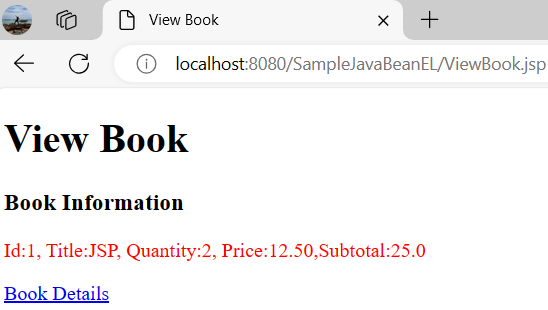 View Book
localhost:8080/SampleJavaBeanEL/ViewBook.jsp
View Book
Book Information
Id:1, Title:JSP, Quantity:2, Price:12.50,Subtotal:25.0
Book Details